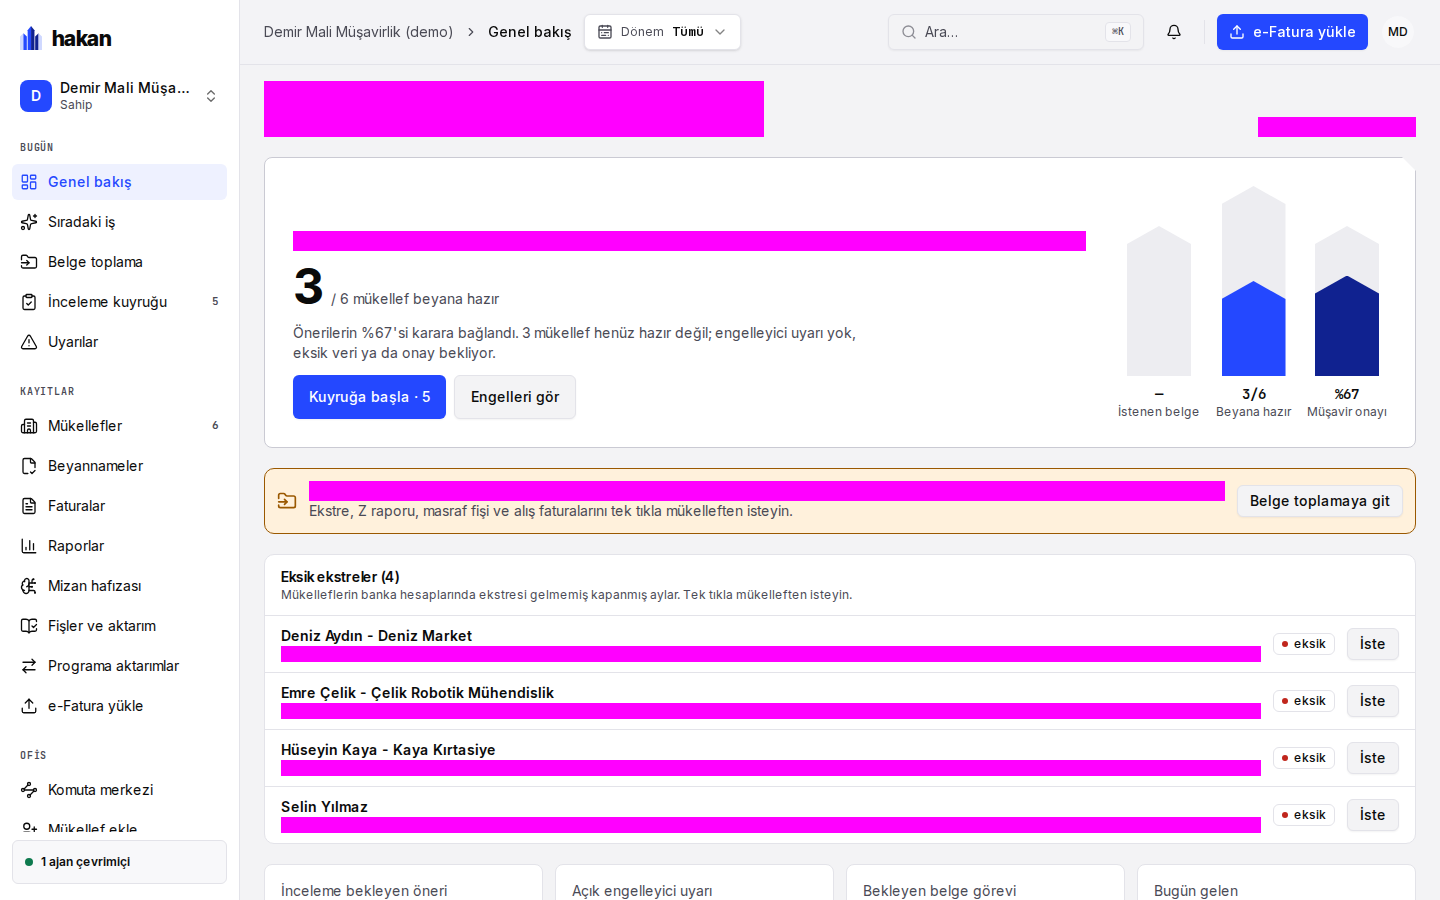 hakan
D
Demir Mali Müşa...
Sahip
BUGÜN
Genel bakış
Sıradaki iş
Belge toplama
İnceleme kuyruğu 5
Uyarılar
KAYITLAR
Mükellefler 6
Beyannameler
Faturalar
Raporlar
Mizan hafızası
Fişler ve aktarım
Programa aktarımlar
e-Fatura yükle
OFİS
Komuta merkezi
Mükellef ekle
1 ajan çevrimiçi
Demir Mali Müşavirlik (demo) > Genel bakış
Dönem Tümü
Ara... ⌘K
e-Fatura yükle
MD
3 / 6 mükellef beyana hazır
Önerilerin %67'si karara bağlandı. 3 mükellef henüz hazır değil; engelleyici uyarı yok,
eksik veri ya da onay bekliyor.
Kuyruğa başla · 5
Engelleri gör
— 3/6 %67
İstenen belge Beyana hazır Müşavir onayı
Ekstre, Z raporu, masraf fişi ve alış faturalarını tek tıkla mükelleften isteyin.
Belge toplamaya git
Eksik ekstreler (4)
Mükelleflerin banka hesaplarında ekstresi gelmemiş kapanmış aylar. Tek tıkla mükelleften isteyin.
Deniz Aydın - Deniz Market
eksik İste
Emre Çelik - Çelik Robotik Mühendislik
eksik İste
Hüseyin Kaya - Kaya Kırtasiye
eksik İste
Selin Yılmaz
eksik İste
İnceleme bekleyen öneri
Açık engelleyici uyarı
Bekleyen belge görevi
Bugün gelen